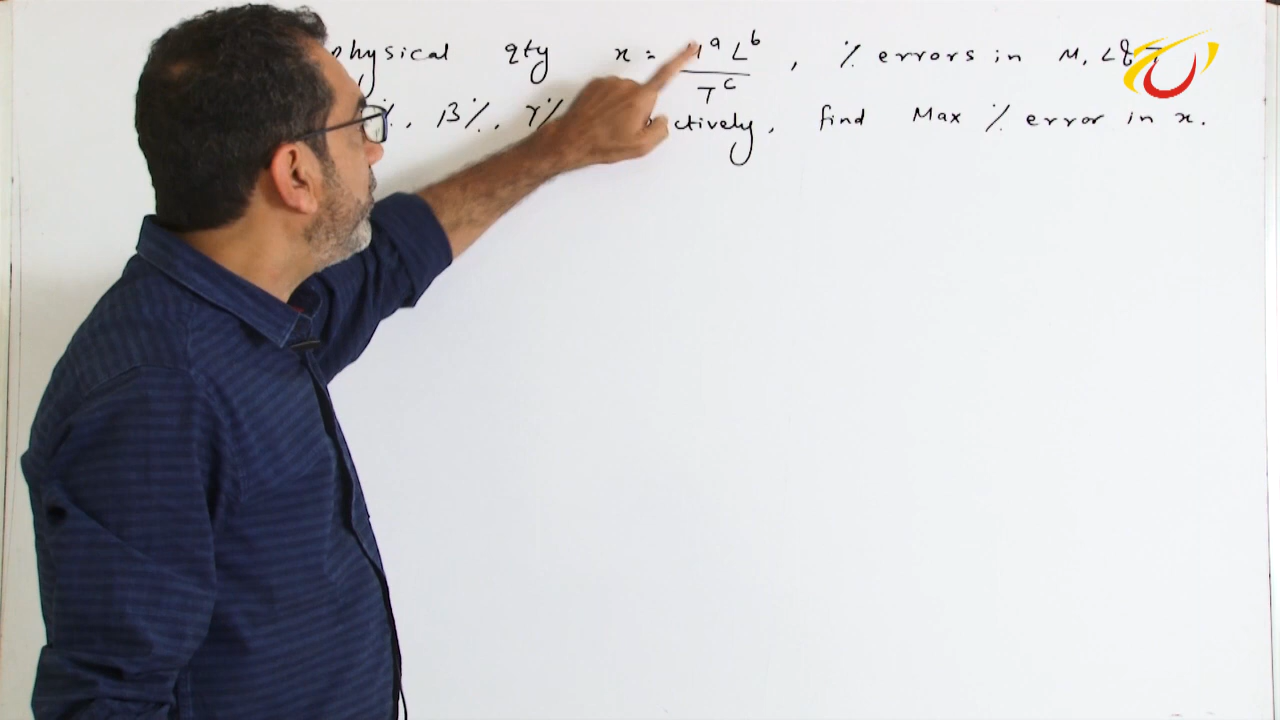 physical qty x = a L b / T c , % errors in M, L & T
%, β%, γ% ctively, find Max % error in x.